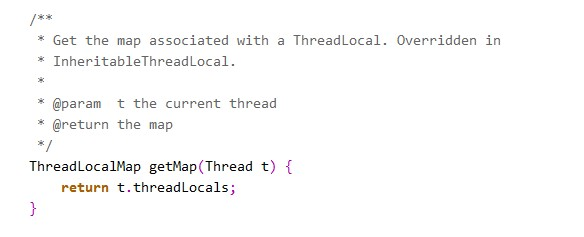 /**
 * Get the map associated with a ThreadLocal. Overridden in
 * InheritableThreadLocal.
 *
 * @param  t the current thread
 * @return the map
 */
ThreadLocalMap getMap(Thread t) {
    return t.threadLocals;
}